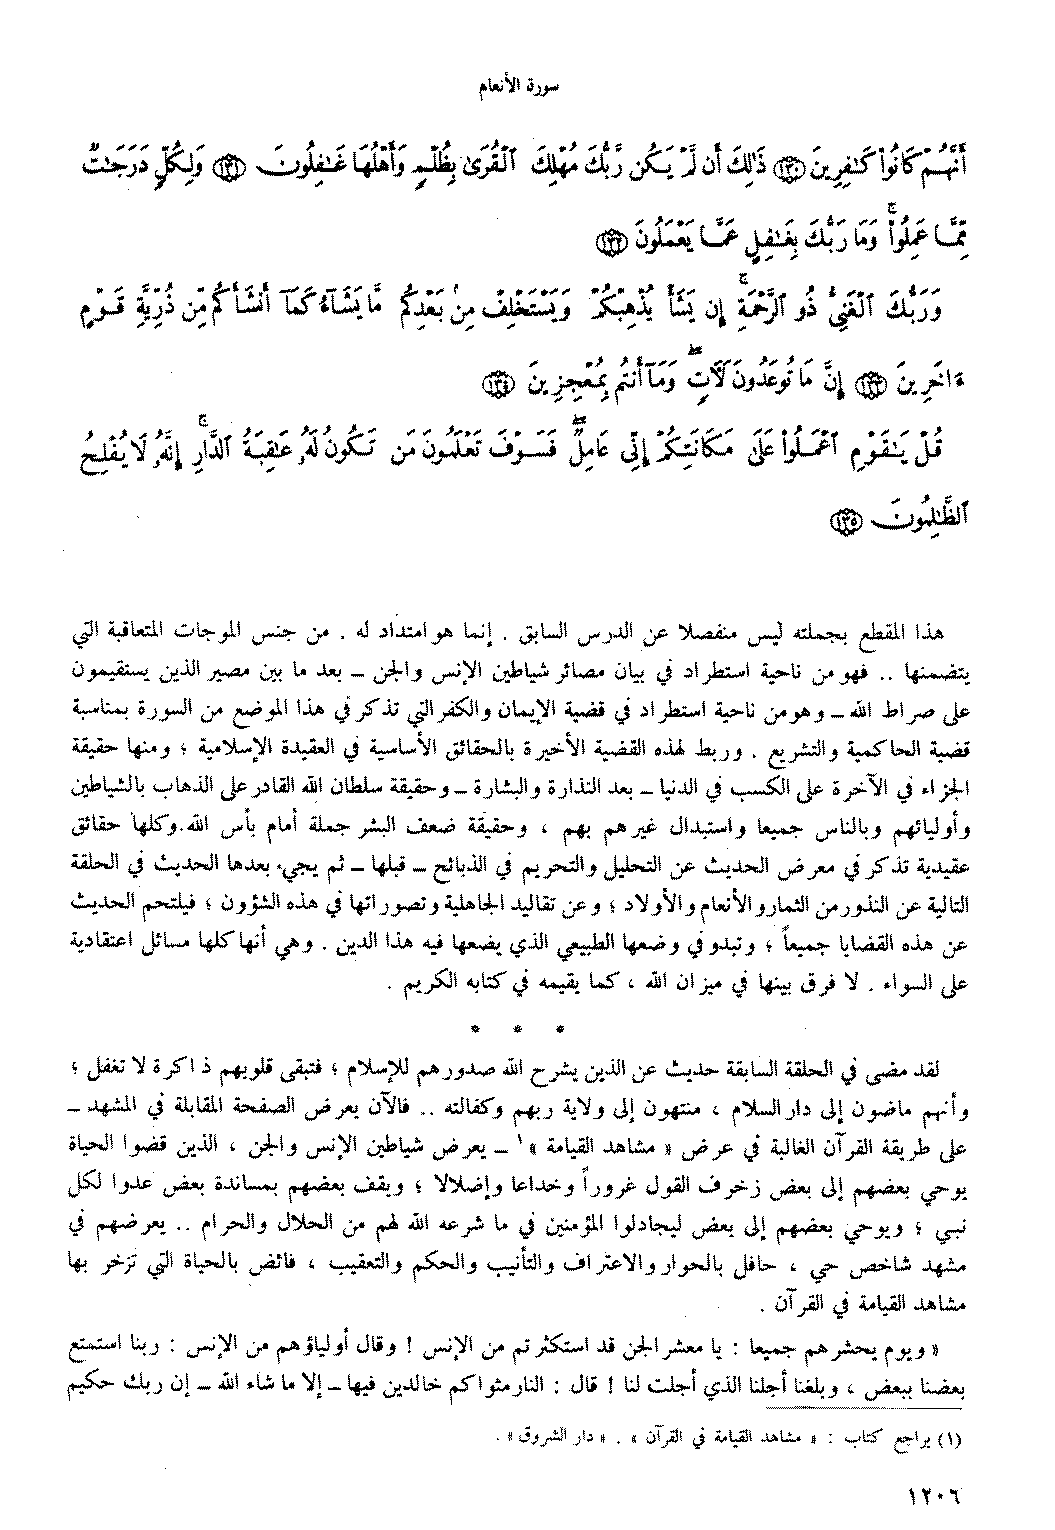 سورة الأنعام
أَنَّهُمْ كَانُوا۟ كَـٰفِرِينَ ﴿١٣٠﴾ ذَٰلِكَ أَن لَّمْ يَكُن رَّبُّكَ مُهْلِكَ ٱلْقُرَىٰ بِظُلْمٍ وَأَهْلُهَا غَـٰفِلُونَ ﴿١٣١﴾ وَلِكُلٍّ دَرَجَـٰتٌ
مِّمَّا عَمِلُوا۟ ۚ وَمَا رَبُّكَ بِغَـٰفِلٍ عَمَّا يَعْمَلُونَ ﴿١٣٢﴾
وَرَبُّكَ ٱلْغَنِىُّ ذُو ٱلرَّحْمَةِ ۚ إِن يَشَأْ يُذْهِبْكُمْ وَيَسْتَخْلِفْ مِنۢ بَعْدِكُم مَّا يَشَآءُ كَمَآ أَنشَأَكُم مِّن ذُرِّيَّةِ قَوْمٍ
ءَاخَرِينَ ﴿١٣٣﴾ إِنَّ مَا تُوعَدُونَ لَـَٔاتٍ ۖ وَمَآ أَنتُم بِمُعْجِزِينَ ﴿١٣٤﴾
قُلْ يَـٰقَوْمِ ٱعْمَلُوا۟ عَلَىٰ مَكَانَتِكُمْ إِنِّى عَامِلٌ ۖ فَسَوْفَ تَعْلَمُونَ مَن تَكُونُ لَهُۥ عَـٰقِبَةُ ٱلدَّارِ ۚ إِنَّهُۥ لَا يُفْلِحُ
ٱلظَّـٰلِمُونَ ﴿١٣٥﴾
هذا المقطع بجملته ليس منفصلا عن الدرس السابق . إنما هو امتداد له . من جنس الموجات المتعاقبة التي
يتضمنها .. فهو من ناحية استطراد في بيان مصائر شياطين الإنس والجن – بعد ما بين مصير الذين يستقيمون
على صراط الله – وهو من ناحية استطراد في قضية الإيمان والكفر التي تذكر في هذا الموضع من السورة بمناسبة
قضية الحاكمية والتشريع . وربط لهذه القضية الأخيرة بالحقائق الأساسية في العقيدة الإسلامية ؛ ومنها حقيقة
الجزاء في الآخرة على الكسب في الدنيا – بعد النذارة والبشارة – وحقيقة سلطان الله القادر على الذهاب بالشياطين
وأوليائهم وبالناس جميعا واستبدال غيرهم بهم ، وحقيقة ضعف البشر جملة أمام بأس الله. وكلها حقائق
عقيدية تذكر في معرض الحديث عن التحليل والتحريم في الذبائح – قبلها – ثم يجيء بعدها الحديث في الحلقة
التالية عن النذور من الثمار والأنعام والأولاد ؛ وعن تقاليد الجاهلية وتصوراتها في هذه الشؤون ؛ فيلتحم الحديث
عن هذه القضايا جميعاً ؛ وتبدو في وضعها الطبيعي الذي يضعها فيه هذا الدين . وهي أنها كلها مسائل اعتقادية
على السواء . لا فرق بينها في ميزان الله ، كما يقيمه في كتابه الكريم .
* * *
لقد مضى في الحلقة السابقة حديث عن الذين يشرح الله صدورهم للإسلام ؛ فتبقى قلوبهم ذاكرة لا تغفل ؛
وأنهم ماضون إلى دار السلام ، منتهون إلى ولاية ربهم وكفالته .. فالآن يعرض الصفحة المقابلة في المشهد –
على طريقة القرآن الغالبة في عرض « مشاهد القيامة »١ – يعرض شياطين الإنس والجن ، الذين قضوا الحياة
يوحي بعضهم إلى بعض زخرف القول غروراً وخداعا وإضلالا ؛ ويقف بعضهم بمساندة بعض عدوا لكل
نبي ؛ ويوحي بعضهم إلى بعض ليجادلوا المؤمنين في ما شرعه الله لهم من الحلال والحرام .. يعرضهم في
مشهد شاخص حي ، حافل بالحوار والاعتراف والتأنيب والحكم والتعقيب ، فائض بالحياة التي تزخر بها
مشاهد القيامة في القرآن .
« ويوم يحشرهم جميعا : يا معشر الجن قد استكثرتم من الإنس ! وقال أولياؤهم من الإنس : ربنا استمتع
بعضنا ببعض ، وبلغنا أجلنا الذي أجلت لنا ! قال : النار مثواكم خالدين فيها – إلا ما شاء الله – إن ربك حكيم
(١) يراجع كتاب : « مشاهد القيامة في القرآن » . « دار الشروق » .
١٢٠٦